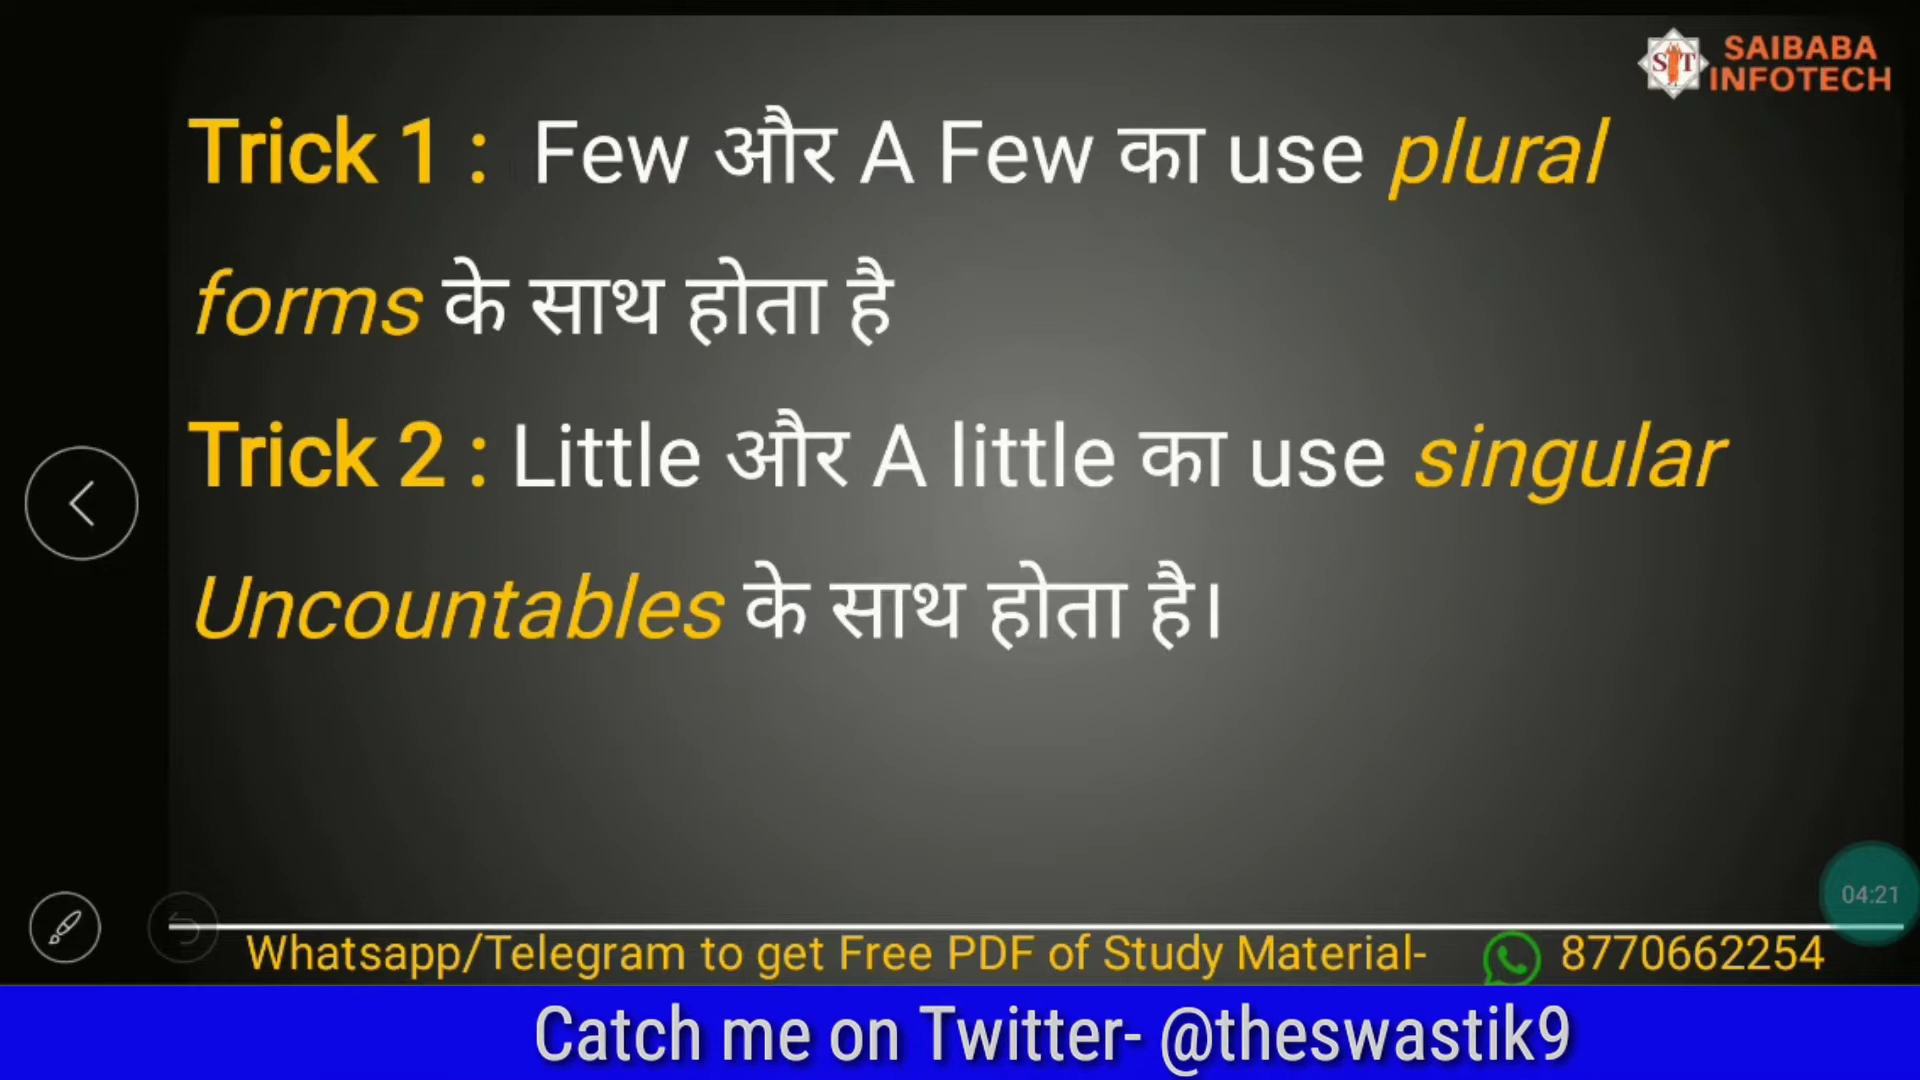 SAIBABA
INFOTECH
SIT
Trick 1 : Few और A Few का use plural
forms के साथ होता है
Trick 2 : Little और A little का use singular
Uncountables के साथ होता है।
04:21
Whatsapp/Telegram to get Free PDF of Study Material- 8770662254
Catch me on Twitter- @theswastik9